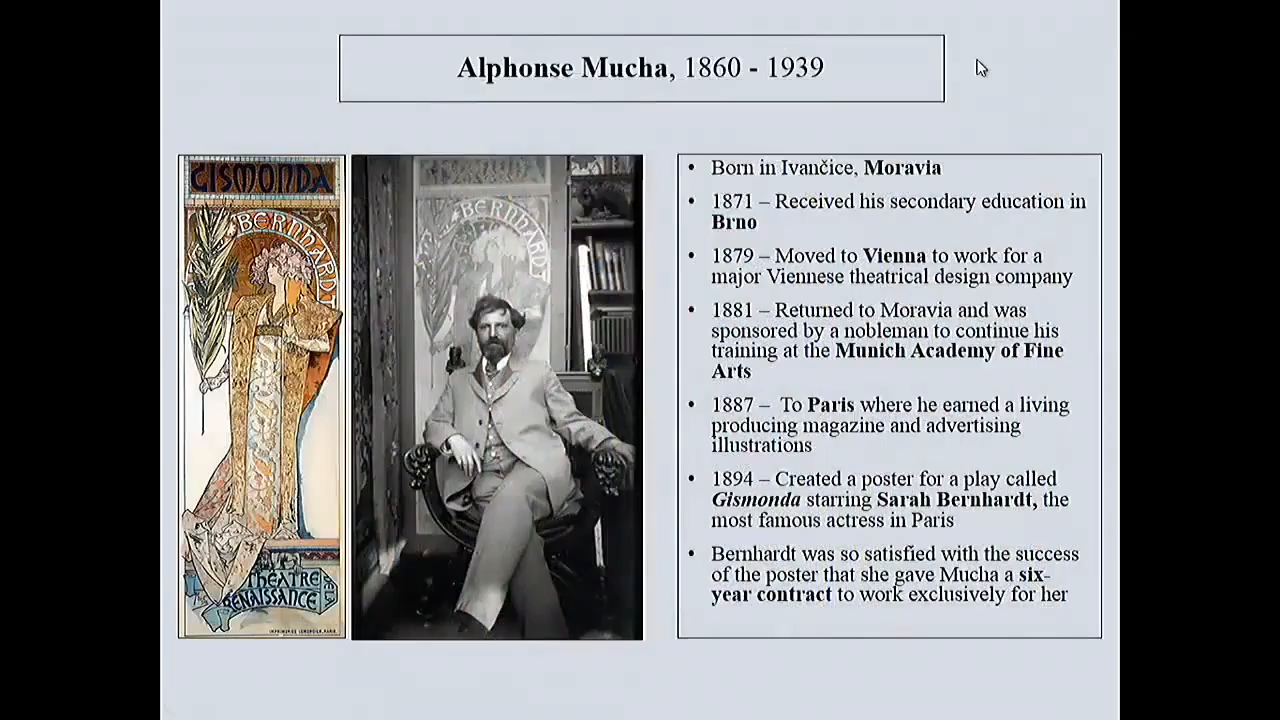 Alphonse Mucha, 1860 - 1939
GISMONDA
BERNHARDT
THÉATRE
DE LA
RENAISSANCE
IMPRIMERIE LEMERCIER, PARIS
BERNHARDT
• Born in Ivančice, Moravia
• 1871 – Received his secondary education in
Brno
• 1879 – Moved to Vienna to work for a
major Viennese theatrical design company
• 1881 – Returned to Moravia and was
sponsored by a nobleman to continue his
training at the Munich Academy of Fine
Arts
• 1887 – To Paris where he earned a living
producing magazine and advertising
illustrations
• 1894 – Created a poster for a play called
Gismonda starring Sarah Bernhardt, the
most famous actress in Paris
• Bernhardt was so satisfied with the success
of the poster that she gave Mucha a six-
year contract to work exclusively for her